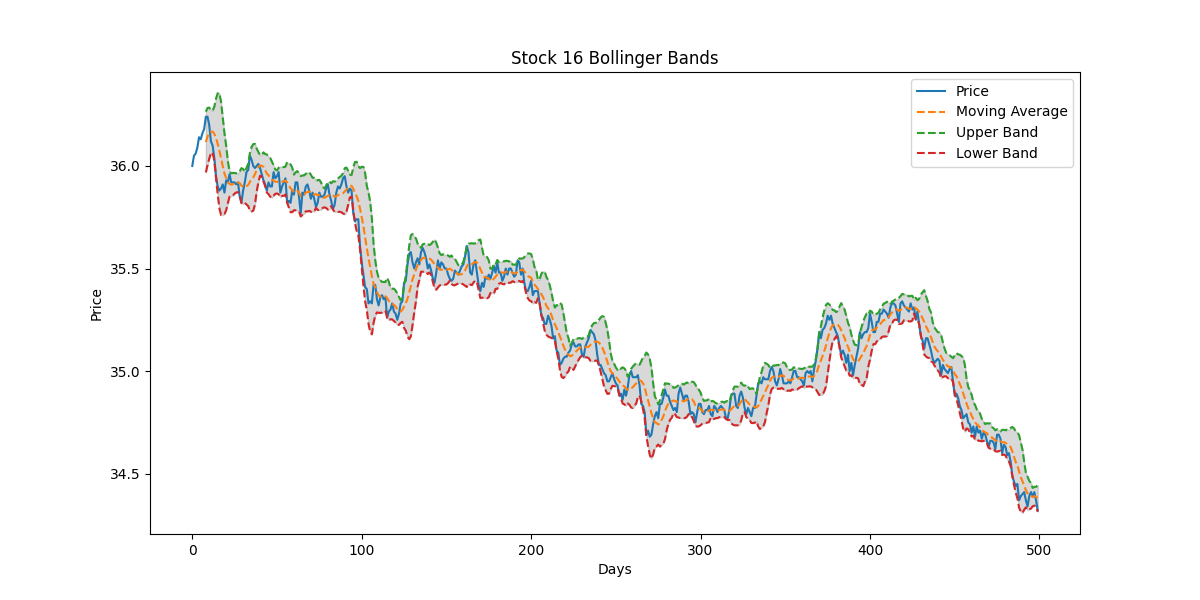 Stock 16 Bollinger Bands
Price
Moving Average
Upper Band
Lower Band
36.0
35.5
35.0
34.5
Price
0
100
200
300
400
500
Days